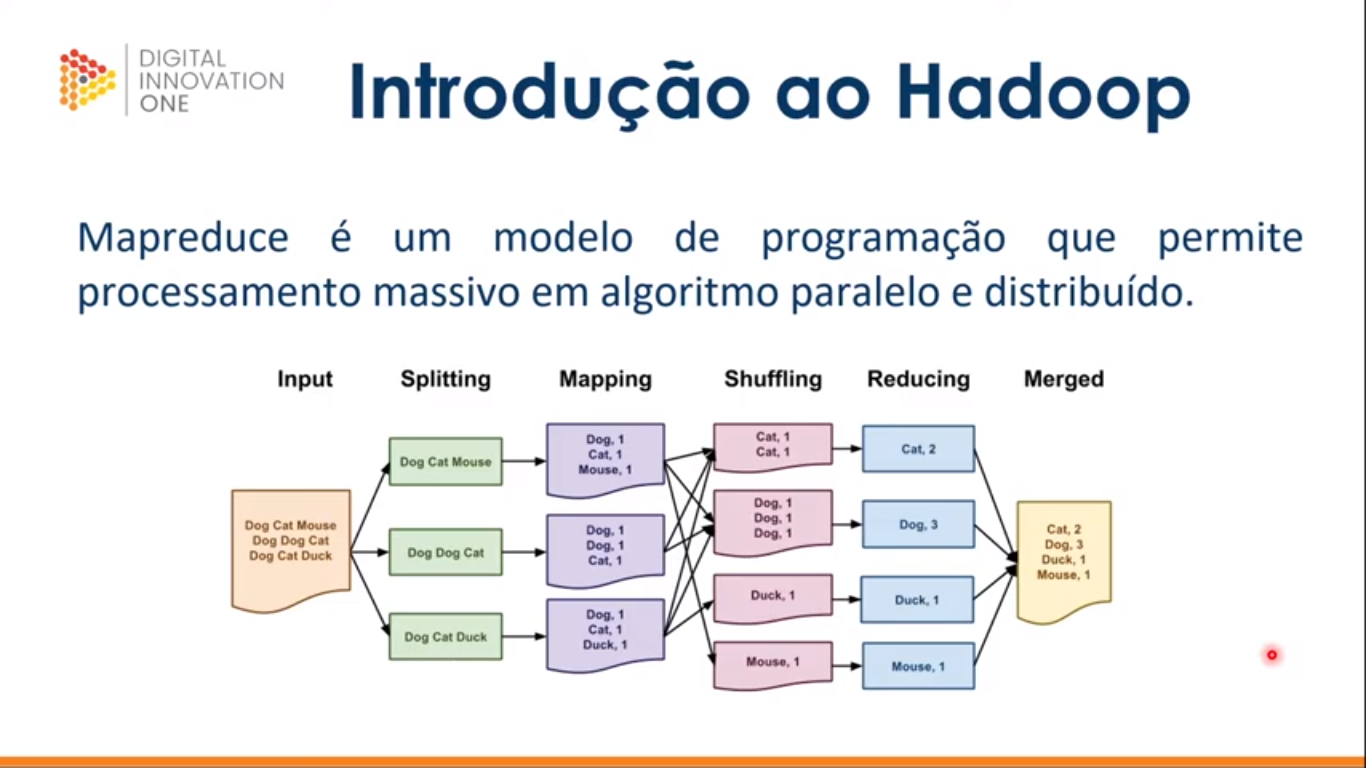 DIGITAL
INNOVATION
ONE
Introdução ao Hadoop
Mapreduce é um modelo de programação que permite
processamento massivo em algoritmo paralelo e distribuído.
Input
Splitting
Mapping
Shuffling
Reducing
Merged
Dog Cat Mouse
Dog Dog Cat
Dog Cat Duck
Dog Cat Mouse
Dog Dog Cat
Dog Cat Duck
Dog, 1
Cat, 1
Mouse, 1
Dog, 1
Dog, 1
Cat, 1
Dog, 1
Cat, 1
Duck, 1
Cat, 1
Cat, 1
Dog, 1
Dog, 1
Dog, 1
Duck, 1
Mouse, 1
Cat, 2
Dog, 3
Duck, 1
Mouse, 1
Cat, 2
Dog, 3
Duck, 1
Mouse, 1